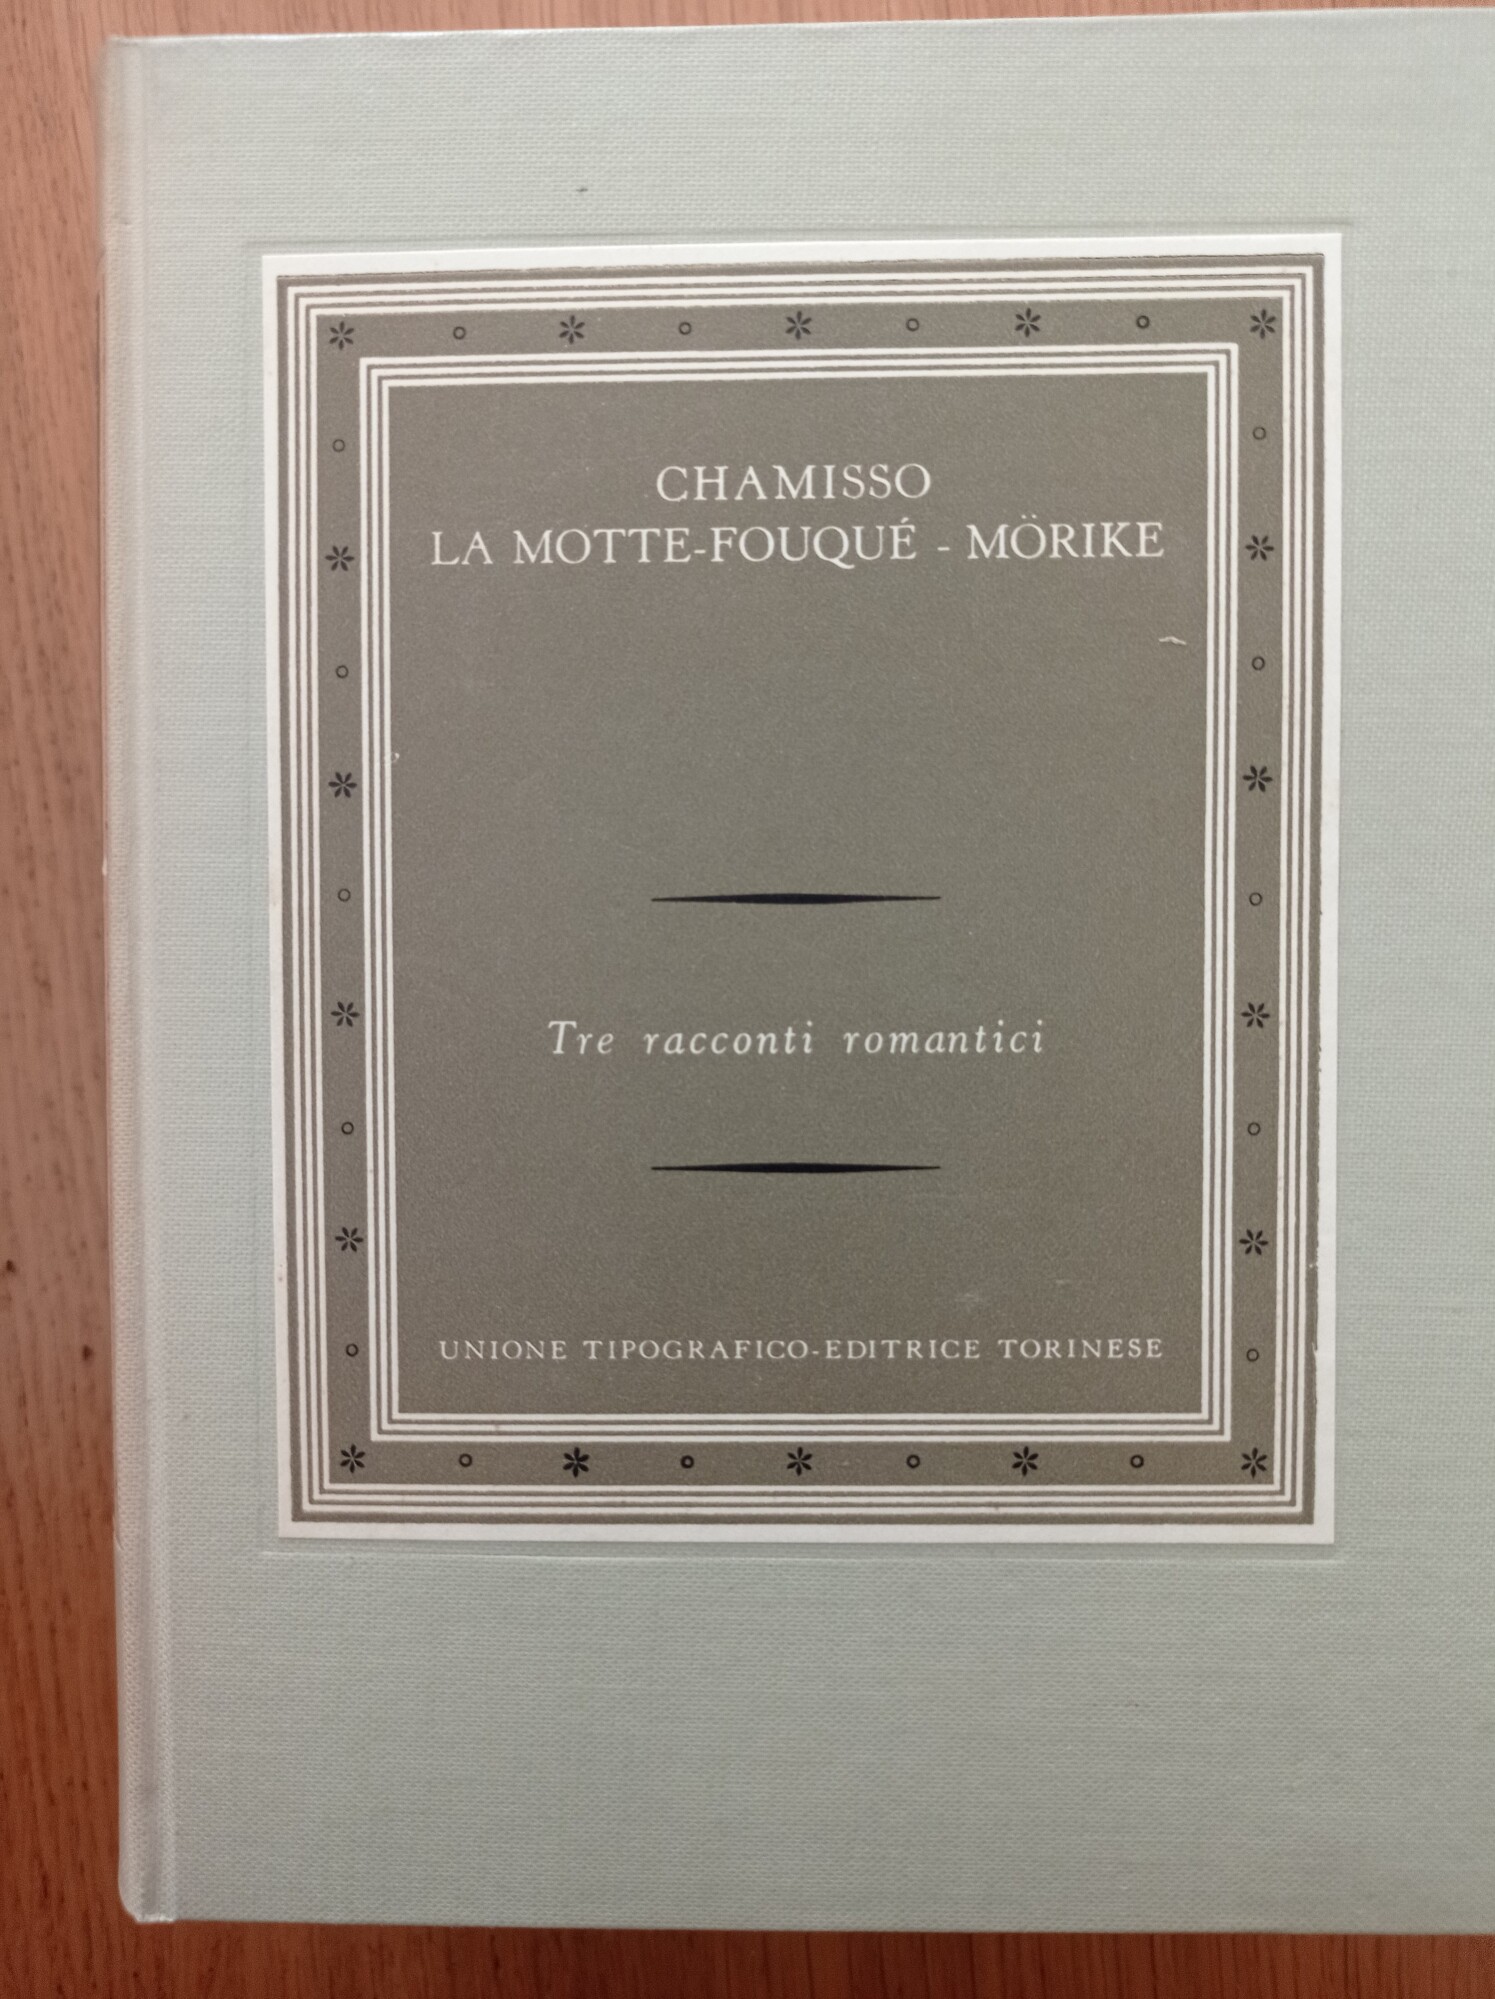 CHAMISSO
LA MOTTE-FOUQUÉ - MÖRIKE
Tre racconti romantici
UNIONE TIPOGRAFICO-EDITRICE TORINESE